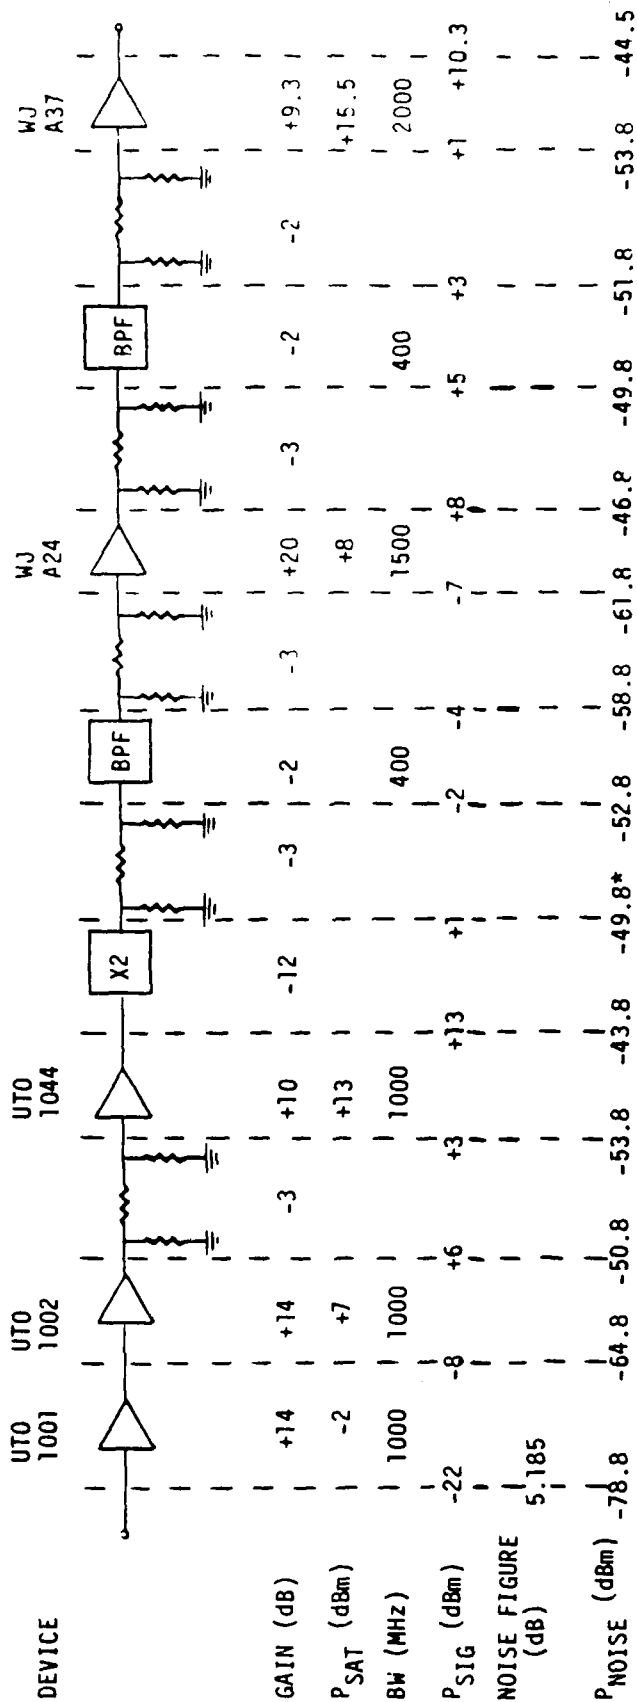 DEVICE
UTO 1001
UTO 1002
UTO 1044
WJ A24
WJ A37
X2
BPF
BPF
GAIN (dB) +14 +14 -3 +10 -12 -3 -2 -3 +20 -3 -2 -2 +9.3
PSAT (dBm) -2 +7 +13 +8 +15.5
BW (MHz) 1000 1000 1000 400 1500 400 2000
PSIG (dBm) -22 -8 +6 +3 +13 +1 -2 -4 -7 +8 +5 +3 +1 +10.3
NOISE FIGURE (dB) 5.185
PNOISE (dBm) -78.8 -64.8 -50.8 -53.8 -43.8 -49.8* -52.8 -58.8 -61.8 -46.8 -49.8 -51.8 -53.8 -44.5